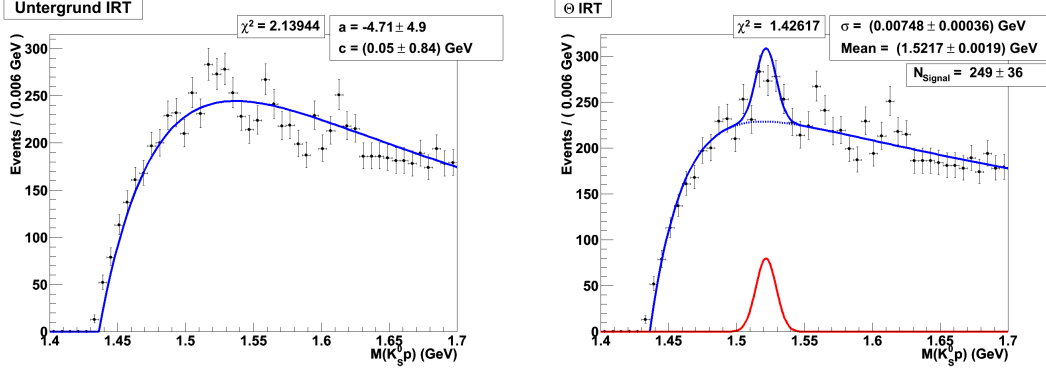 Untergrund IRT
χ² = 2.13944
a = -4.71 ± 4.9
c = (0.05 ± 0.84) GeV
Events / ( 0.006 GeV )
300
250
200
150
100
50
0
1.4 1.45 1.5 1.55 1.6 1.65 1.7
M(K⁰ₛp) (GeV)
Θ IRT
χ² = 1.42617
σ = (0.00748 ± 0.00036) GeV
Mean = (1.5217 ± 0.0019) GeV
N_Signal = 249 ± 36
Events / ( 0.006 GeV )
300
250
200
150
100
50
0
1.4 1.45 1.5 1.55 1.6 1.65 1.7
M(K⁰ₛp) (GeV)